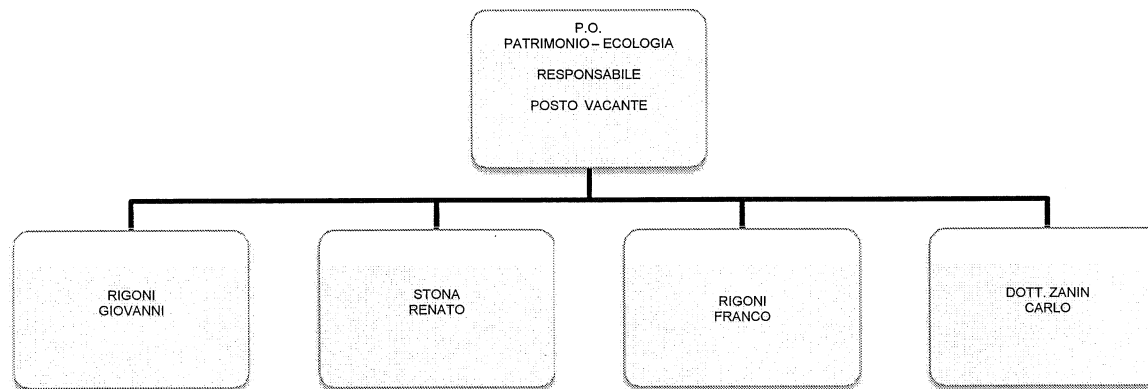 P.O.
PATRIMONIO – ECOLOGIA
RESPONSABILE
POSTO VACANTE
RIGONI
GIOVANNI
STONA
RENATO
RIGONI
FRANCO
DOTT. ZANIN
CARLO